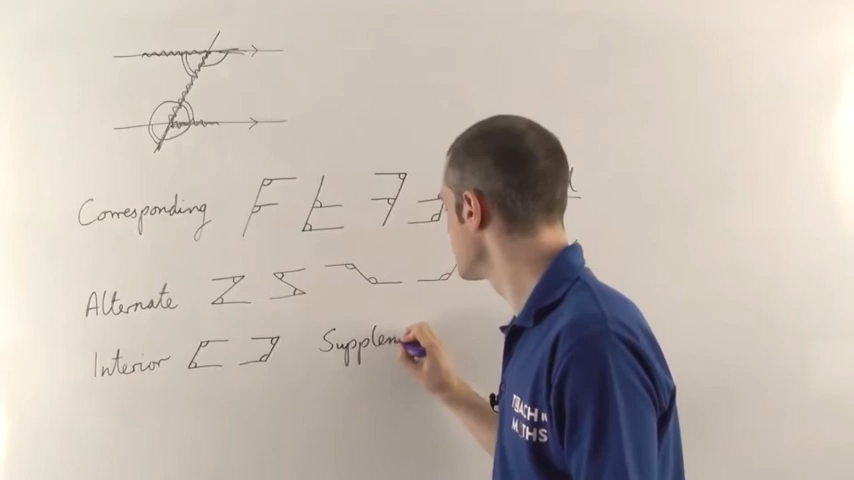 Corresponding
Alternate
Interior Supplem
TEACH
MATHS